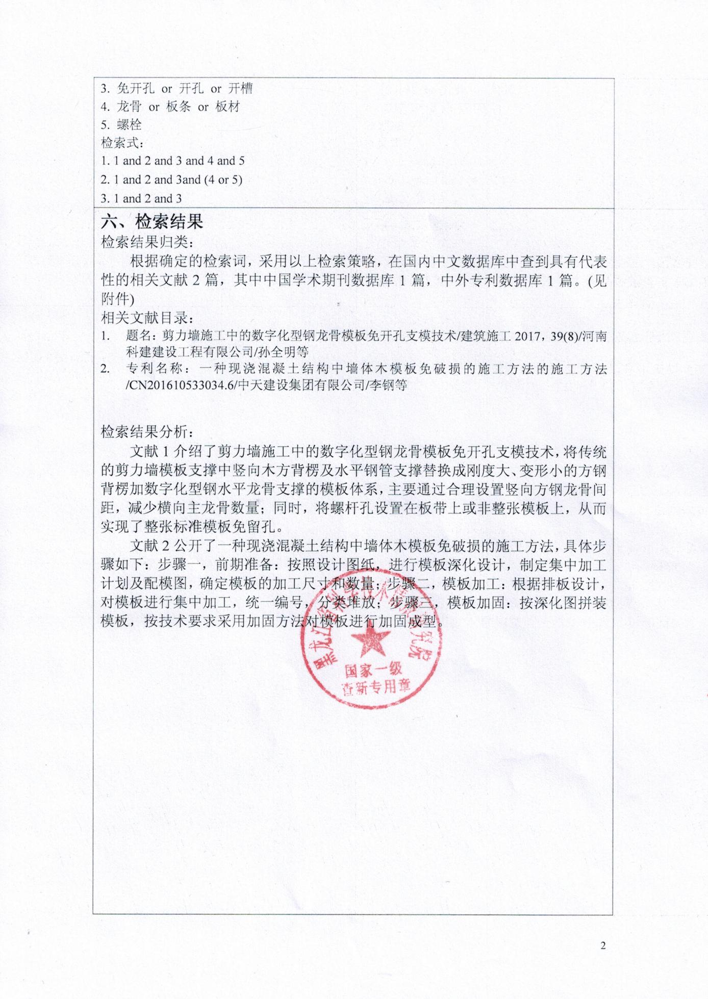 3. 免开孔 or 开孔 or 开槽
4. 龙骨 or 板条 or 板材
5. 螺栓
检索式：
1. 1 and 2 and 3 and 4 and 5
2. 1 and 2 and 3and (4 or 5)
3. 1 and 2 and 3
六、检索结果
检索结果归类：
根据确定的检索词，采用以上检索策略，在国内中文数据库中查到具有代表
性的相关文献 2 篇，其中中国学术期刊数据库 1 篇，中外专利数据库 1 篇。(见
附件)
相关文献目录：
1. 题名：剪力墙施工中的数字化型钢龙骨模板免开孔支模技术/建筑施工 2017，39(8)/河南
科建建设工程有限公司/孙全明等
2. 专利名称：一种现浇混凝土结构中墙体木模板免破损的施工方法的施工方法
/CN201610533034.6/中天建设集团有限公司/李钢等
检索结果分析：
文献 1 介绍了剪力墙施工中的数字化型钢龙骨模板免开孔支模技术，将传统
的剪力墙模板支撑中竖向木方背楞及水平钢管支撑替换成刚度大、变形小的方钢
背楞加数字化型钢水平龙骨支撑的模板体系，主要通过合理设置竖向方钢龙骨间
距，减少横向主龙骨数量；同时，将螺杆孔设置在板带上或非整张模板上，从而
实现了整张标准模板免留孔。
文献 2 公开了一种现浇混凝土结构中墙体木模板免破损的施工方法，具体步
骤如下：步骤一，前期准备：按照设计图纸，进行模板深化设计，制定集中加工
计划及配模图，确定模板的加工尺寸和数量；步骤二，模板加工：根据排板设计，
对模板进行集中加工，统一编号，分类堆放；步骤三，模板加固：按深化图拼装
模板，按技术要求采用加固方法对模板进行加固成型。
黑龙江省科学技术情报研究院
国家一级
查新专用章
2